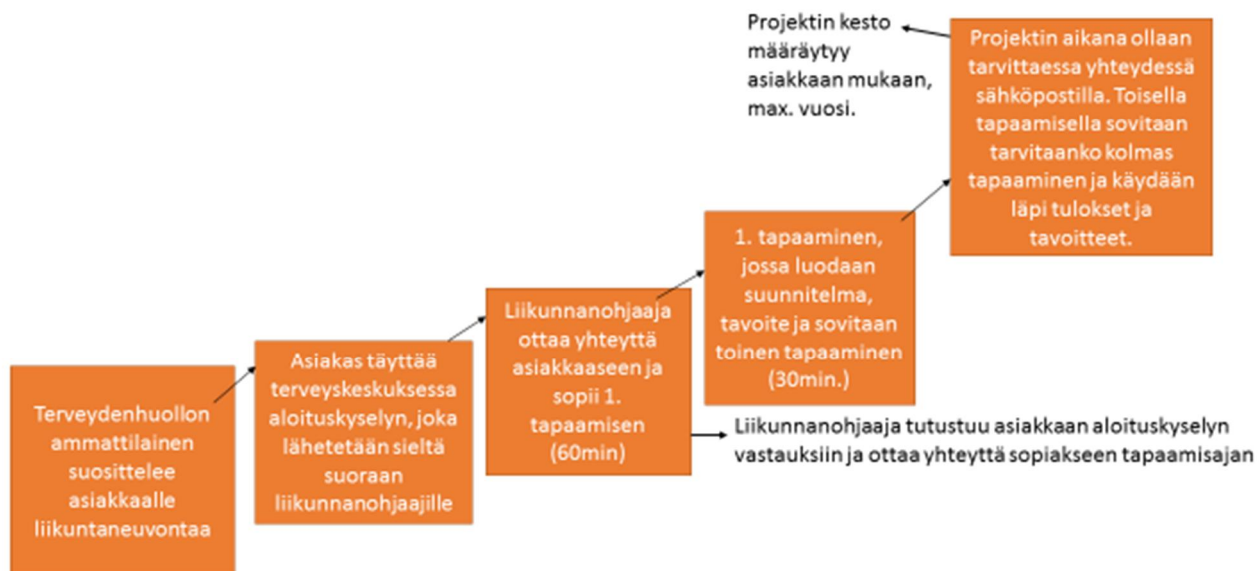 Terveydenhuollon
ammattilainen
suosittelee
asiakkaalle
liikuntaneuvontaa
Asiakas täyttää
terveyskeskuksessa
aloituskyselyn, joka
lähetetään sieltä
suoraan
liikunnanohjaajille
Liikunnanohjaaja
ottaa yhteyttä
asiakkaaseen ja
sopii 1.
tapaamisen
(60min)
Liikunnanohjaaja tutustuu asiakkaan aloituskyselyn
vastauksiin ja ottaa yhteyttä sopiakseen tapaamisajan
1. tapaaminen,
jossa luodaan
suunnitelma,
tavoite ja sovitaan
toinen tapaaminen
(30min.)
Projektin aikana ollaan
tarvittaessa yhteydessä
sähköpostilla. Toisella
tapaamisella sovitaan
tarvitaanko kolmas
tapaaminen ja käydään
läpi tulokset ja
tavoitteet.
Projektin kesto
määräytyy
asiakkaan mukaan,
max. vuosi.